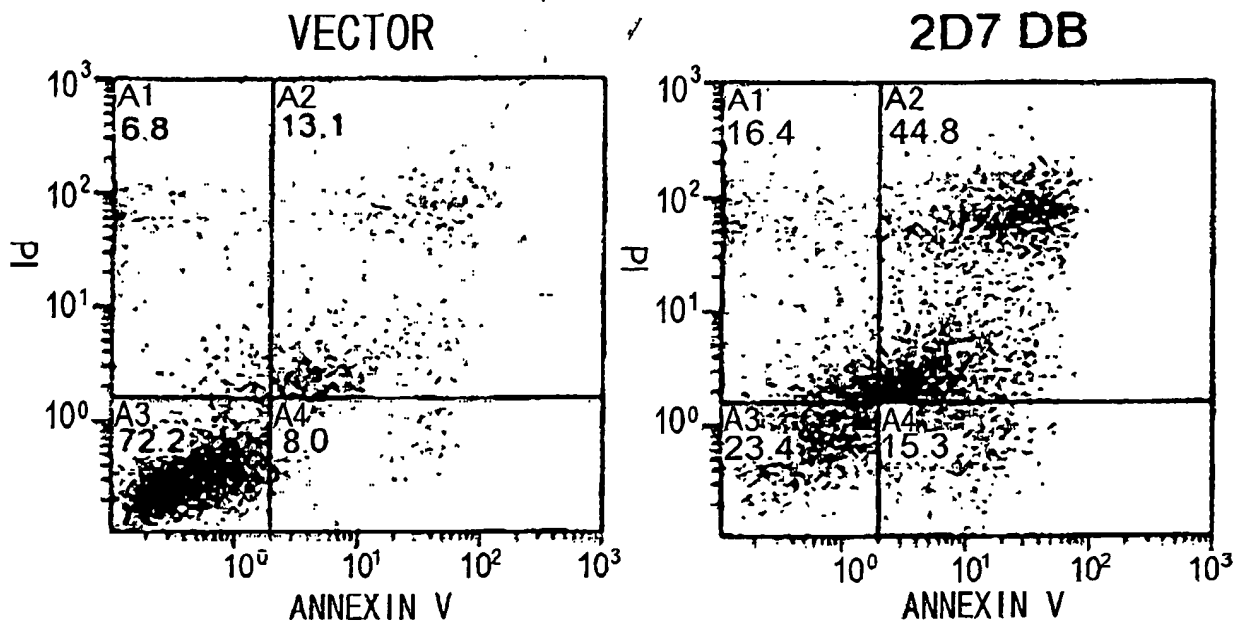 VECTOR
10³
A1
6.8
A2
13.1
10²
PI
10¹
10⁰
A3
72.2
A4
8.0
10⁰ 10¹ 10² 10³
ANNEXIN V
2D7 DB
10³
A1
16.4
A2
44.8
10²
PI
10¹
10⁰
A3
23.4
A4
15.3
10⁰ 10¹ 10² 10³
ANNEXIN V